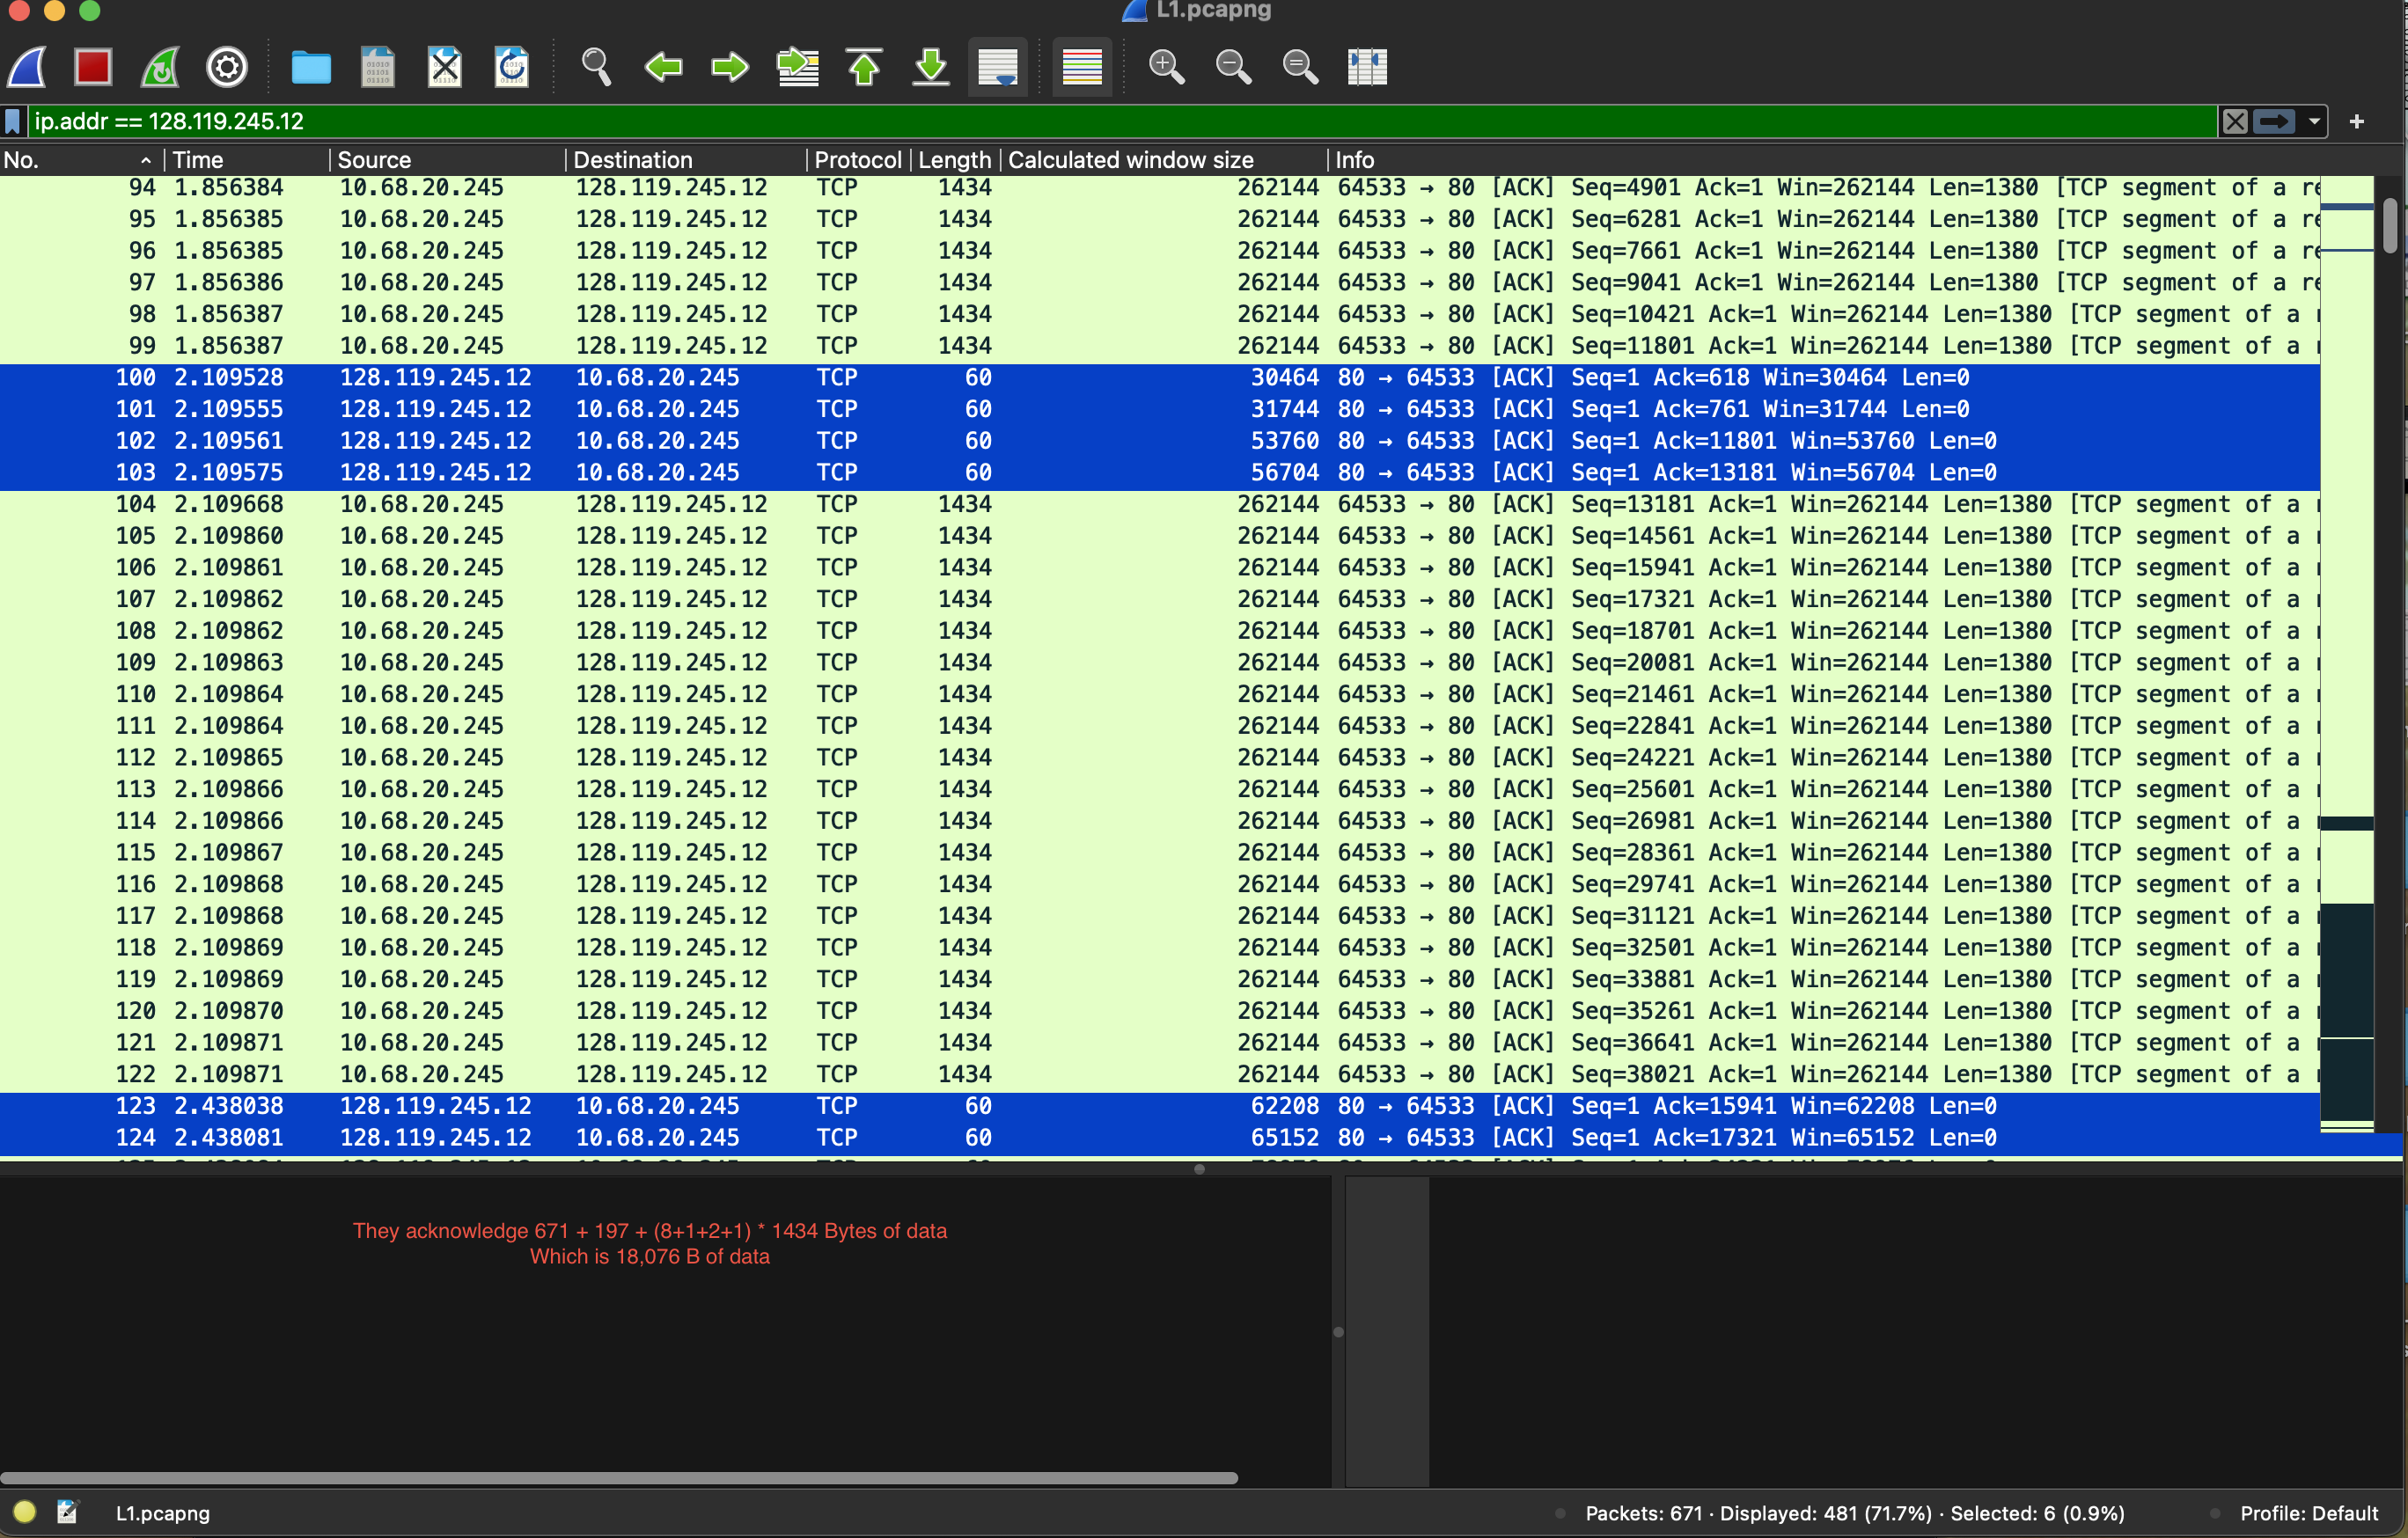 L1.pcapng
ip.addr == 128.119.245.12
No. Time Source Destination Protocol Length Calculated window size Info
94 1.856384 10.68.20.245 128.119.245.12 TCP 1434 262144 64533 → 80 [ACK] Seq=4901 Ack=1 Win=262144 Len=1380 [TCP segment of a re
95 1.856385 10.68.20.245 128.119.245.12 TCP 1434 262144 64533 → 80 [ACK] Seq=6281 Ack=1 Win=262144 Len=1380 [TCP segment of a re
96 1.856385 10.68.20.245 128.119.245.12 TCP 1434 262144 64533 → 80 [ACK] Seq=7661 Ack=1 Win=262144 Len=1380 [TCP segment of a re
97 1.856386 10.68.20.245 128.119.245.12 TCP 1434 262144 64533 → 80 [ACK] Seq=9041 Ack=1 Win=262144 Len=1380 [TCP segment of a re
98 1.856387 10.68.20.245 128.119.245.12 TCP 1434 262144 64533 → 80 [ACK] Seq=10421 Ack=1 Win=262144 Len=1380 [TCP segment of a
99 1.856387 10.68.20.245 128.119.245.12 TCP 1434 262144 64533 → 80 [ACK] Seq=11801 Ack=1 Win=262144 Len=1380 [TCP segment of a
100 2.109528 128.119.245.12 10.68.20.245 TCP 60 30464 80 → 64533 [ACK] Seq=1 Ack=618 Win=30464 Len=0
101 2.109555 128.119.245.12 10.68.20.245 TCP 60 31744 80 → 64533 [ACK] Seq=1 Ack=761 Win=31744 Len=0
102 2.109561 128.119.245.12 10.68.20.245 TCP 60 53760 80 → 64533 [ACK] Seq=1 Ack=11801 Win=53760 Len=0
103 2.109575 128.119.245.12 10.68.20.245 TCP 60 56704 80 → 64533 [ACK] Seq=1 Ack=13181 Win=56704 Len=0
104 2.109668 10.68.20.245 128.119.245.12 TCP 1434 262144 64533 → 80 [ACK] Seq=13181 Ack=1 Win=262144 Len=1380 [TCP segment of a
105 2.109860 10.68.20.245 128.119.245.12 TCP 1434 262144 64533 → 80 [ACK] Seq=14561 Ack=1 Win=262144 Len=1380 [TCP segment of a
106 2.109861 10.68.20.245 128.119.245.12 TCP 1434 262144 64533 → 80 [ACK] Seq=15941 Ack=1 Win=262144 Len=1380 [TCP segment of a
107 2.109862 10.68.20.245 128.119.245.12 TCP 1434 262144 64533 → 80 [ACK] Seq=17321 Ack=1 Win=262144 Len=1380 [TCP segment of a
108 2.109862 10.68.20.245 128.119.245.12 TCP 1434 262144 64533 → 80 [ACK] Seq=18701 Ack=1 Win=262144 Len=1380 [TCP segment of a
109 2.109863 10.68.20.245 128.119.245.12 TCP 1434 262144 64533 → 80 [ACK] Seq=20081 Ack=1 Win=262144 Len=1380 [TCP segment of a
110 2.109864 10.68.20.245 128.119.245.12 TCP 1434 262144 64533 → 80 [ACK] Seq=21461 Ack=1 Win=262144 Len=1380 [TCP segment of a
111 2.109864 10.68.20.245 128.119.245.12 TCP 1434 262144 64533 → 80 [ACK] Seq=22841 Ack=1 Win=262144 Len=1380 [TCP segment of a
112 2.109865 10.68.20.245 128.119.245.12 TCP 1434 262144 64533 → 80 [ACK] Seq=24221 Ack=1 Win=262144 Len=1380 [TCP segment of a
113 2.109866 10.68.20.245 128.119.245.12 TCP 1434 262144 64533 → 80 [ACK] Seq=25601 Ack=1 Win=262144 Len=1380 [TCP segment of a
114 2.109866 10.68.20.245 128.119.245.12 TCP 1434 262144 64533 → 80 [ACK] Seq=26981 Ack=1 Win=262144 Len=1380 [TCP segment of a
115 2.109867 10.68.20.245 128.119.245.12 TCP 1434 262144 64533 → 80 [ACK] Seq=28361 Ack=1 Win=262144 Len=1380 [TCP segment of a
116 2.109868 10.68.20.245 128.119.245.12 TCP 1434 262144 64533 → 80 [ACK] Seq=29741 Ack=1 Win=262144 Len=1380 [TCP segment of a
117 2.109868 10.68.20.245 128.119.245.12 TCP 1434 262144 64533 → 80 [ACK] Seq=31121 Ack=1 Win=262144 Len=1380 [TCP segment of a
118 2.109869 10.68.20.245 128.119.245.12 TCP 1434 262144 64533 → 80 [ACK] Seq=32501 Ack=1 Win=262144 Len=1380 [TCP segment of a
119 2.109869 10.68.20.245 128.119.245.12 TCP 1434 262144 64533 → 80 [ACK] Seq=33881 Ack=1 Win=262144 Len=1380 [TCP segment of a
120 2.109870 10.68.20.245 128.119.245.12 TCP 1434 262144 64533 → 80 [ACK] Seq=35261 Ack=1 Win=262144 Len=1380 [TCP segment of a
121 2.109871 10.68.20.245 128.119.245.12 TCP 1434 262144 64533 → 80 [ACK] Seq=36641 Ack=1 Win=262144 Len=1380 [TCP segment of a
122 2.109871 10.68.20.245 128.119.245.12 TCP 1434 262144 64533 → 80 [ACK] Seq=38021 Ack=1 Win=262144 Len=1380 [TCP segment of a
123 2.438038 128.119.245.12 10.68.20.245 TCP 60 62208 80 → 64533 [ACK] Seq=1 Ack=15941 Win=62208 Len=0
124 2.438081 128.119.245.12 10.68.20.245 TCP 60 65152 80 → 64533 [ACK] Seq=1 Ack=17321 Win=65152 Len=0
They acknowledge 671 + 197 + (8+1+2+1) * 1434 Bytes of data
Which is 18,076 B of data
L1.pcapng
Packets: 671 · Displayed: 481 (71.7%) · Selected: 6 (0.9%)
Profile: Default